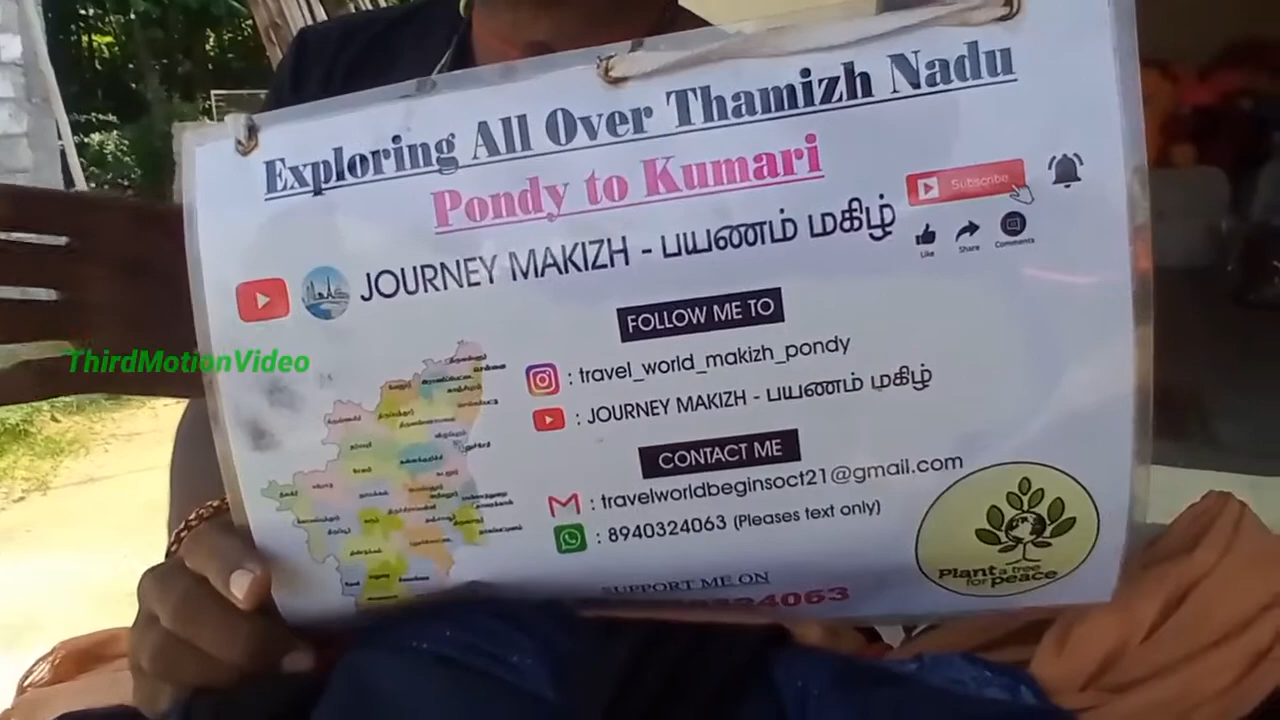 Exploring All Over Thamizh Nadu
Pondy to Kumari
JOURNEY MAKIZH - பயணம் மகிழ்
Subscribe
Like
Share
Comments
FOLLOW ME TO
: travel_world_makizh_pondy
: JOURNEY MAKIZH - பயணம் மகிழ்
CONTACT ME
: travelworldbeginsoct21@gmail.com
: 8940324063 (Pleases text only)
SUPPORT ME ON
Plant a tree
for peace
ThirdMotionVideo
சென்னை
சேலம்